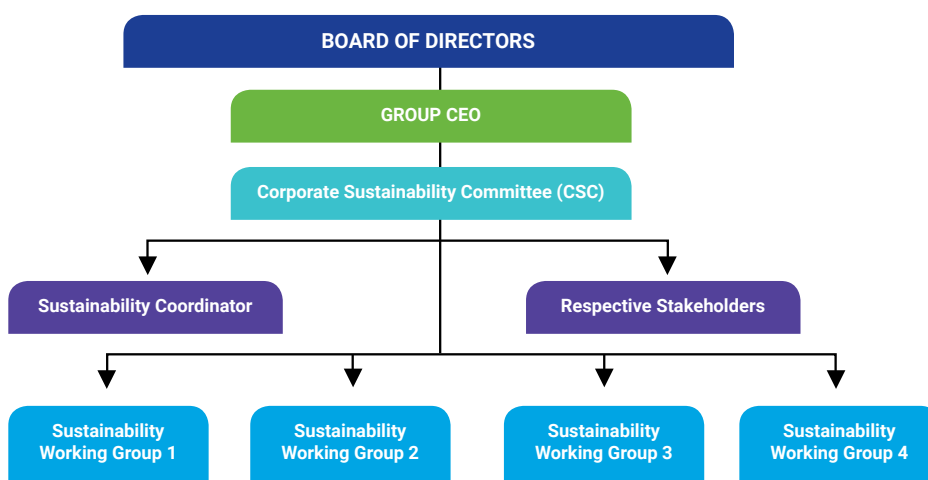 BOARD OF DIRECTORS
GROUP CEO
Corporate Sustainability Committee (CSC)
Sustainability Coordinator
Respective Stakeholders
Sustainability
Working Group 1
Sustainability
Working Group 2
Sustainability
Working Group 3
Sustainability
Working Group 4